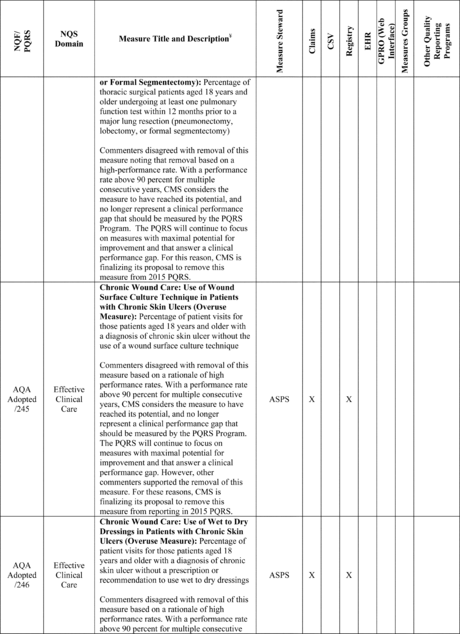 NQF/
PQRS
NQS
Domain
Measure Title and Description¥
Measure Steward
Claims
CSV
Registry
EHR
GPRO (Web
Interface)
Measures Groups
Other Quality
Reporting
Programs
or Formal Segmentectomy): Percentage of
thoracic surgical patients aged 18 years and
older undergoing at least one pulmonary
function test within 12 months prior to a
major lung resection (pneumonectomy,
lobectomy, or formal segmentectomy)
Commenters disagreed with removal of this
measure noting that removal based on a
high-performance rate. With a performance
rate above 90 percent for multiple
consecutive years, CMS considers the
measure to have reached its potential, and
no longer represent a clinical performance
gap that should be measured by the PQRS
Program. The PQRS will continue to focus
on measures with maximal potential for
improvement and that answer a clinical
performance gap. For this reason, CMS is
finalizing its proposal to remove this
measure from 2015 PQRS.
AQA
Adopted
/245
Effective
Clinical
Care
Chronic Wound Care: Use of Wound
Surface Culture Technique in Patients
with Chronic Skin Ulcers (Overuse
Measure): Percentage of patient visits for
those patients aged 18 years and older with
a diagnosis of chronic skin ulcer without the
use of a wound surface culture technique
Commenters disagreed with removal of this
measure based on a rationale of high
performance rates. With a performance rate
above 90 percent for multiple consecutive
years, CMS considers the measure to have
reached its potential, and no longer
represent a clinical performance gap that
should be measured by the PQRS Program.
The PQRS will continue to focus on
measures with maximal potential for
improvement and that answer a clinical
performance gap. However, other
commenters supported the removal of this
measure. For these reasons, CMS is
finalizing its proposal to remove this
measure from reporting in 2015 PQRS.
ASPS
X
X
AQA
Adopted
/246
Effective
Clinical
Care
Chronic Wound Care: Use of Wet to Dry
Dressings in Patients with Chronic Skin
Ulcers (Overuse Measure): Percentage of
patient visits for those patients aged 18
years and older with a diagnosis of chronic
skin ulcer without a prescription or
recommendation to use wet to dry dressings
Commenters disagreed with removal of this
measure based on a rationale of high
performance rates. With a performance rate
above 90 percent for multiple consecutive
ASPS
X
X